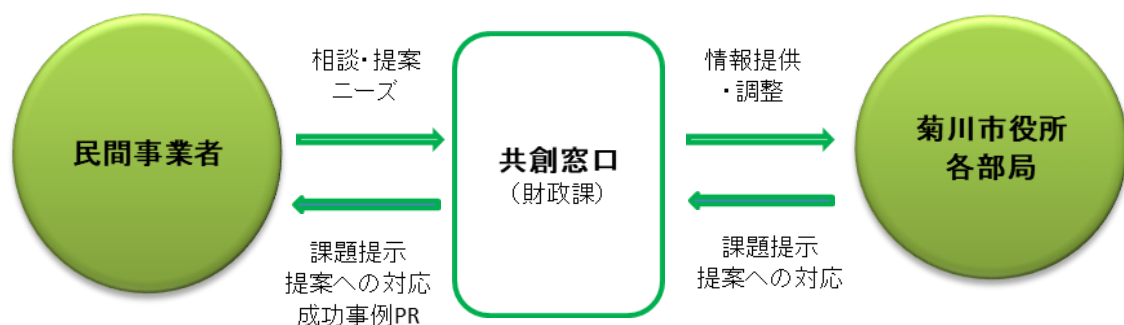 民間事業者
相談・提案
ニーズ
課題提示
提案への対応
成功事例PR
共創窓口
(財政課)
情報提供
・調整
課題提示
提案への対応
菊川市役所
各部局